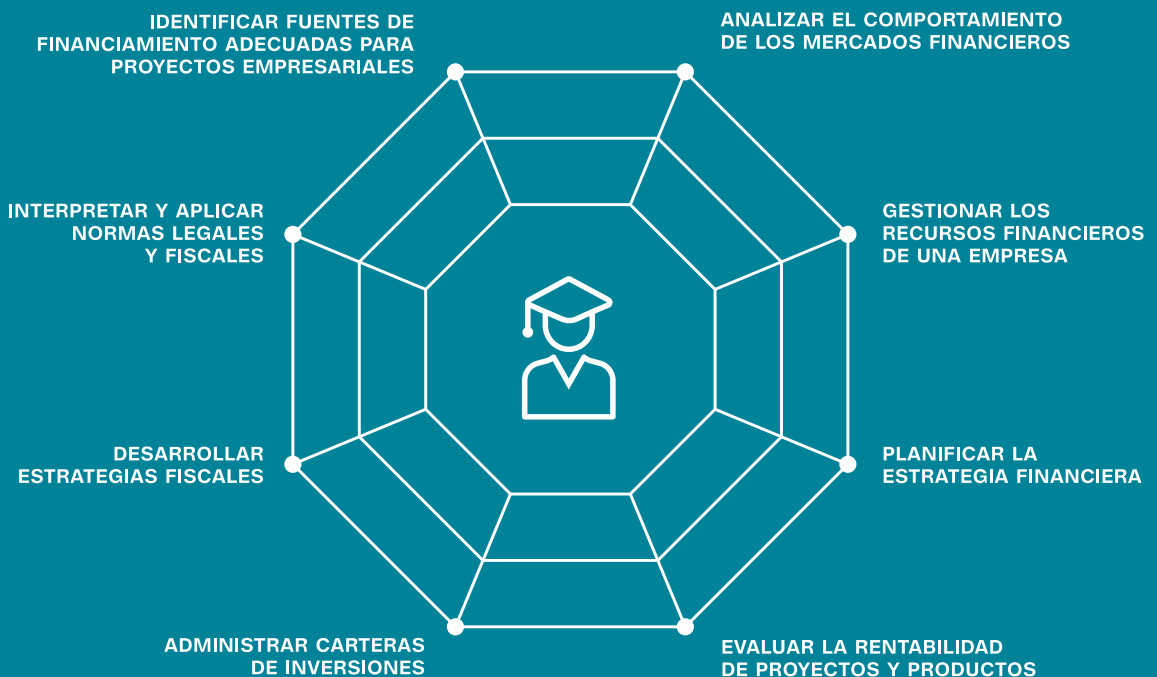 IDENTIFICAR FUENTES DE
FINANCIAMIENTO ADECUADAS PARA
PROYECTOS EMPRESARIALES
ANALIZAR EL COMPORTAMIENTO
DE LOS MERCADOS FINANCIEROS
INTERPRETAR Y APLICAR
NORMAS LEGALES
Y FISCALES
GESTIONAR LOS
RECURSOS FINANCIEROS
DE UNA EMPRESA
DESARROLLAR
ESTRATEGIAS FISCALES
PLANIFICAR LA
ESTRATEGIA FINANCIERA
ADMINISTRAR CARTERAS
DE INVERSIONES
EVALUAR LA RENTABILIDAD
DE PROYECTOS Y PRODUCTOS